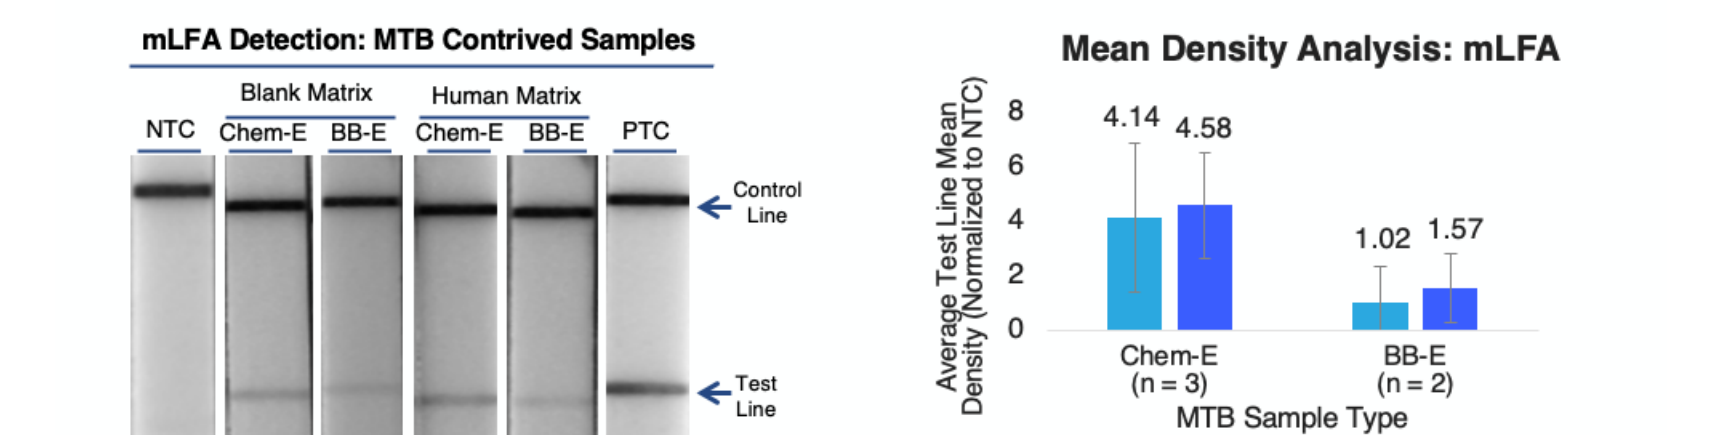 mLFA Detection: MTB Contrived Samples
Blank Matrix
Human Matrix
NTC
Chem-E
BB-E
Chem-E
BB-E
PTC
Control
Line
Test
Line
Mean Density Analysis: mLFA
Average Test Line Mean
Density (Normalized to NTC)
8
6
4
2
0
4.14
4.58
1.02
1.57
Chem-E
(n = 3)
BB-E
(n = 2)
MTB Sample Type